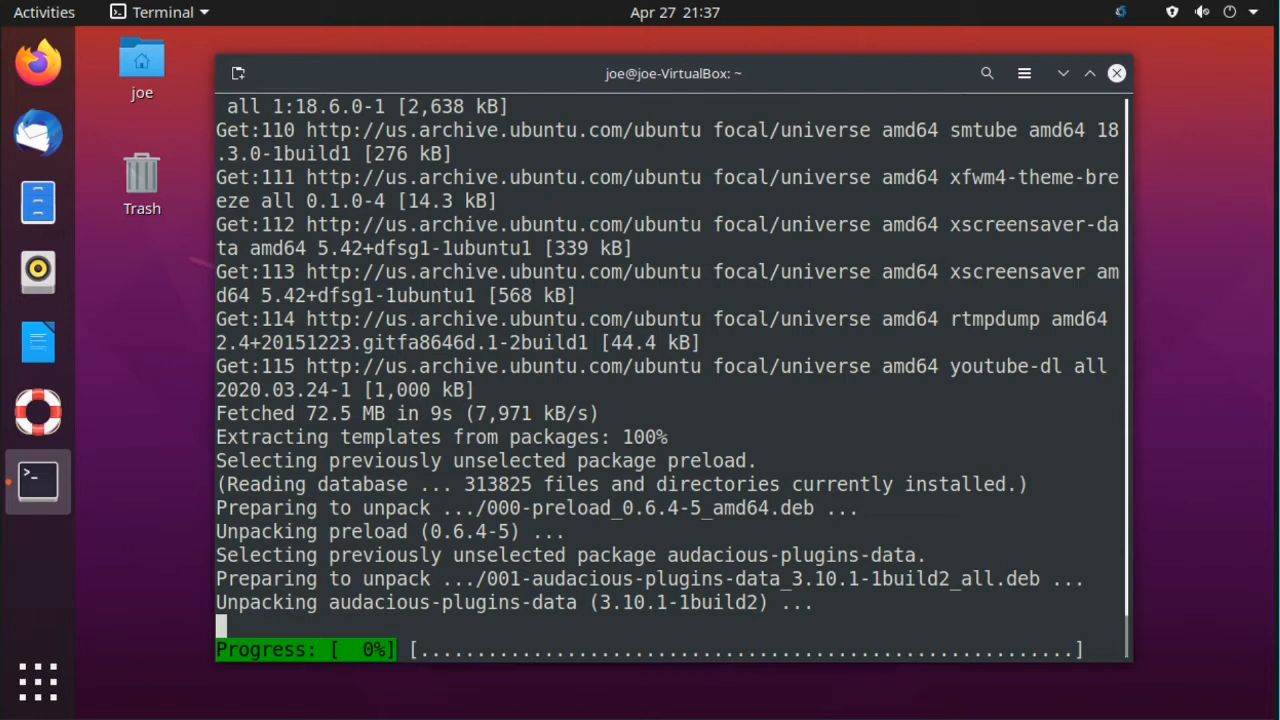 Activities
Terminal
Apr 27 21:37
joe
Trash
joe@joe-VirtualBox: ~
all 1:18.6.0-1 [2,638 kB]
Get:110 http://us.archive.ubuntu.com/ubuntu focal/universe amd64 smtube amd64 18
.3.0-1build1 [276 kB]
Get:111 http://us.archive.ubuntu.com/ubuntu focal/universe amd64 xfwm4-theme-bre
eze all 0.1.0-4 [14.3 kB]
Get:112 http://us.archive.ubuntu.com/ubuntu focal/universe amd64 xscreensaver-da
ta amd64 5.42+dfsg1-1ubuntu1 [339 kB]
Get:113 http://us.archive.ubuntu.com/ubuntu focal/universe amd64 xscreensaver am
d64 5.42+dfsg1-1ubuntu1 [568 kB]
Get:114 http://us.archive.ubuntu.com/ubuntu focal/universe amd64 rtmpdump amd64
2.4+20151223.gitfa8646d.1-2build1 [44.4 kB]
Get:115 http://us.archive.ubuntu.com/ubuntu focal/universe amd64 youtube-dl all
2020.03.24-1 [1,000 kB]
Fetched 72.5 MB in 9s (7,971 kB/s)
Extracting templates from packages: 100%
Selecting previously unselected package preload.
(Reading database ... 313825 files and directories currently installed.)
Preparing to unpack .../000-preload_0.6.4-5_amd64.deb ...
Unpacking preload (0.6.4-5) ...
Selecting previously unselected package audacious-plugins-data.
Preparing to unpack .../001-audacious-plugins-data_3.10.1-1build2_all.deb ...
Unpacking audacious-plugins-data (3.10.1-1build2) ...
Progress: [  0%] [..........................................................]